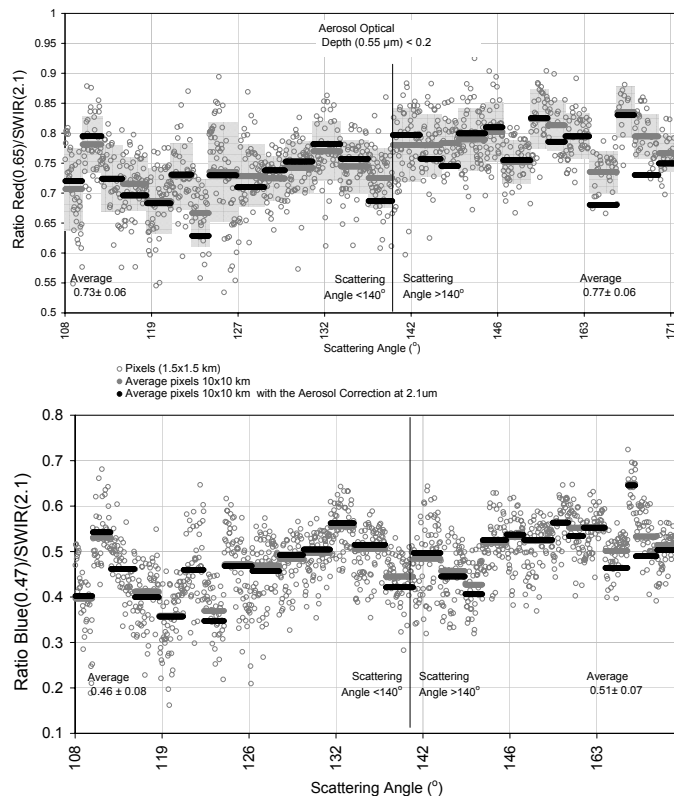 Aerosol Optical
Depth (0.55 µm) < 0.2
Ratio Red(0.65)/SWIR(2.1)
1
0.95
0.9
0.85
0.8
0.75
0.7
0.65
0.6
0.55
0.5
Average
0.73± 0.06
Scattering
Angle <140°
Scattering
Angle >140°
Average
0.77± 0.06
108 119 127 132 142 146 163 171
Scattering Angle (°)
Pixels (1.5x1.5 km)
Average pixels 10x10 km
Average pixels 10x10 km with the Aerosol Correction at 2.1um
Ratio Blue(0.47)/SWIR(2.1)
0.8
0.7
0.6
0.5
0.4
0.3
0.2
0.1
Average
0.46 ± 0.08
Scattering
Angle <140°
Scattering
Angle >140°
Average
0.51± 0.07
108 119 126 132 142 146 163
Scattering Angle (°)